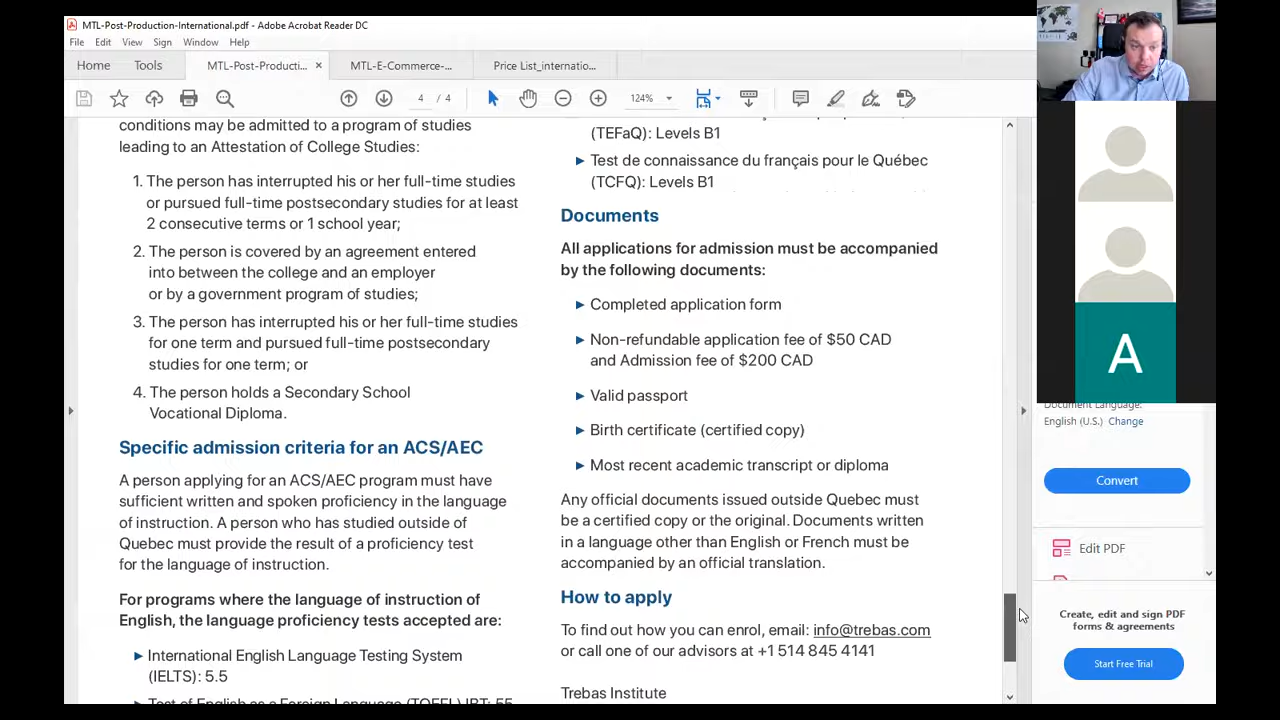 MTL-Post-Production-International.pdf - Adobe Acrobat Reader DC
File Edit View Sign Window Help
Home Tools MTL-Post-Producti... × MTL-E-Commerce-... Price List_internatio...
4 / 4 124%
conditions may be admitted to a program of studies
leading to an Attestation of College Studies:
1. The person has interrupted his or her full-time studies
or pursued full-time postsecondary studies for at least
2 consecutive terms or 1 school year;
2. The person is covered by an agreement entered
into between the college and an employer
or by a government program of studies;
3. The person has interrupted his or her full-time studies
for one term and pursued full-time postsecondary
studies for one term; or
4. The person holds a Secondary School
Vocational Diploma.
Specific admission criteria for an ACS/AEC
A person applying for an ACS/AEC program must have
sufficient written and spoken proficiency in the language
of instruction. A person who has studied outside of
Quebec must provide the result of a proficiency test
for the language of instruction.
For programs where the language of instruction of
English, the language proficiency tests accepted are:
► International English Language Testing System
(IELTS): 5.5
Test of English as a Foreign Language (TOEFL) IBT: 55
(TEFaQ): Levels B1
► Test de connaissance du français pour le Québec
(TCFQ): Levels B1
Documents
All applications for admission must be accompanied
by the following documents:
► Completed application form
► Non-refundable application fee of $50 CAD
and Admission fee of $200 CAD
► Valid passport
► Birth certificate (certified copy)
► Most recent academic transcript or diploma
Any official documents issued outside Quebec must
be a certified copy or the original. Documents written
in a language other than English or French must be
accompanied by an official translation.
How to apply
To find out how you can enrol, email: info@trebas.com
or call one of our advisors at +1 514 845 4141
Trebas Institute
A
Document Language:
English (U.S.) Change
Convert
Edit PDF
Create, edit and sign PDF
forms & agreements
Start Free Trial